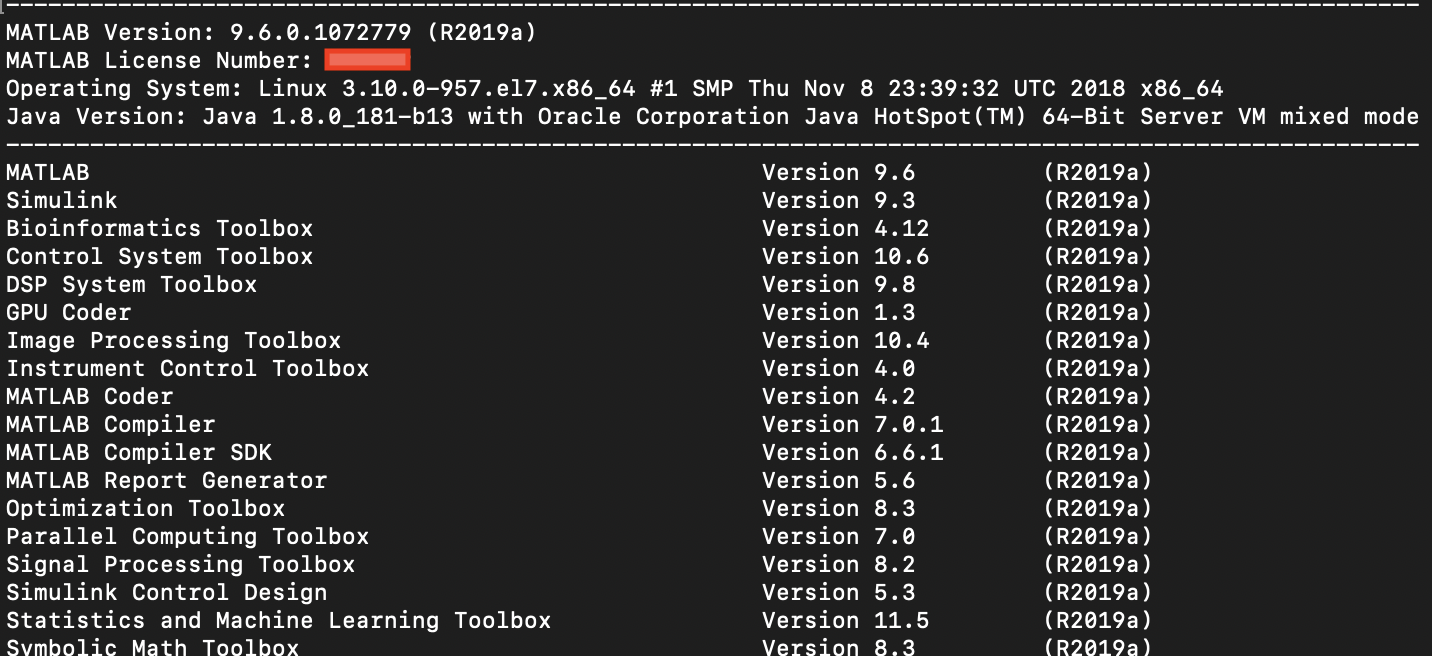 --------------------------------------------------------------------------------
MATLAB Version: 9.6.0.1072779 (R2019a)
MATLAB License Number:
Operating System: Linux 3.10.0-957.el7.x86_64 #1 SMP Thu Nov 8 23:39:32 UTC 2018 x86_64
Java Version: Java 1.8.0_181-b13 with Oracle Corporation Java HotSpot(TM) 64-Bit Server VM mixed mode
--------------------------------------------------------------------------------
MATLAB Version 9.6 (R2019a)
Simulink Version 9.3 (R2019a)
Bioinformatics Toolbox Version 4.12 (R2019a)
Control System Toolbox Version 10.6 (R2019a)
DSP System Toolbox Version 9.8 (R2019a)
GPU Coder Version 1.3 (R2019a)
Image Processing Toolbox Version 10.4 (R2019a)
Instrument Control Toolbox Version 4.0 (R2019a)
MATLAB Coder Version 4.2 (R2019a)
MATLAB Compiler Version 7.0.1 (R2019a)
MATLAB Compiler SDK Version 6.6.1 (R2019a)
MATLAB Report Generator Version 5.6 (R2019a)
Optimization Toolbox Version 8.3 (R2019a)
Parallel Computing Toolbox Version 7.0 (R2019a)
Signal Processing Toolbox Version 8.2 (R2019a)
Simulink Control Design Version 5.3 (R2019a)
Statistics and Machine Learning Toolbox Version 11.5 (R2019a)
Symbolic Math Toolbox Version 8.3 (R2019a)